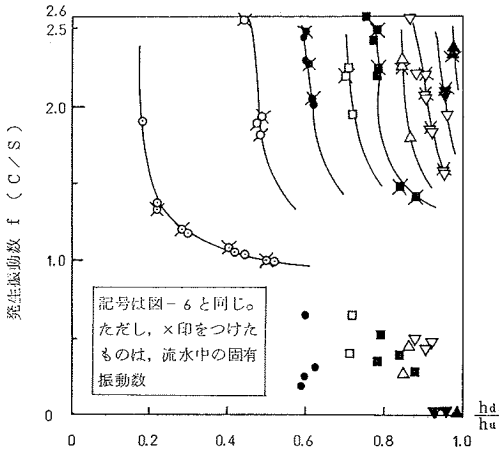 2.6
2.5
2.0
1.0
0
発生振動数 f (C/S)
記号は図-6と同じ。
ただし,×印をつけた
ものは,流水中の固有
振動数
0 0.2 0.4 0.6 0.8 1.0
hd
hu